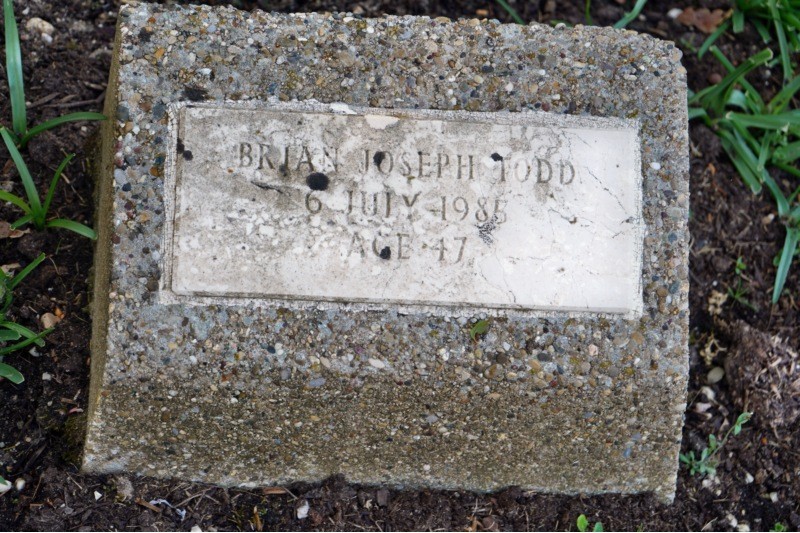 BRIAN JOSEPH TODD
6 JULY 1985
AGE 47